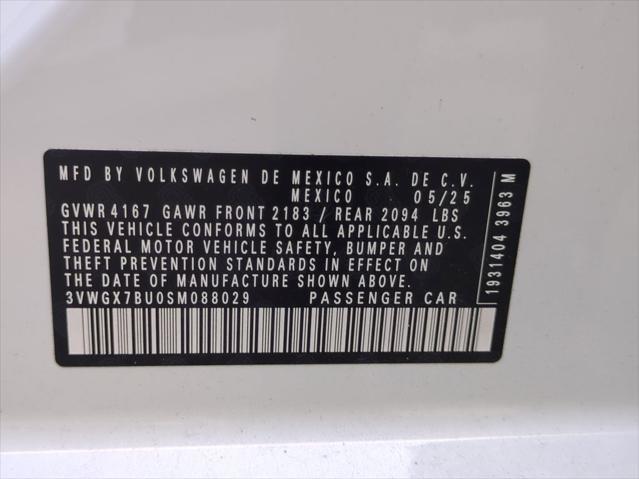 MFD BY VOLKSWAGEN DE MEXICO S.A. DE C.V.
MEXICO 05/25
GVWR 4167 GAWR FRONT 2183 / REAR 2094 LBS
THIS VEHICLE CONFORMS TO ALL APPLICABLE U.S.
FEDERAL MOTOR VEHICLE SAFETY, BUMPER AND
THEFT PREVENTION STANDARDS IN EFFECT ON
THE DATE OF MANUFACTURE SHOWN ABOVE.
3VWGX7BU0SM088029 PASSENGER CAR
1931404 3963 M